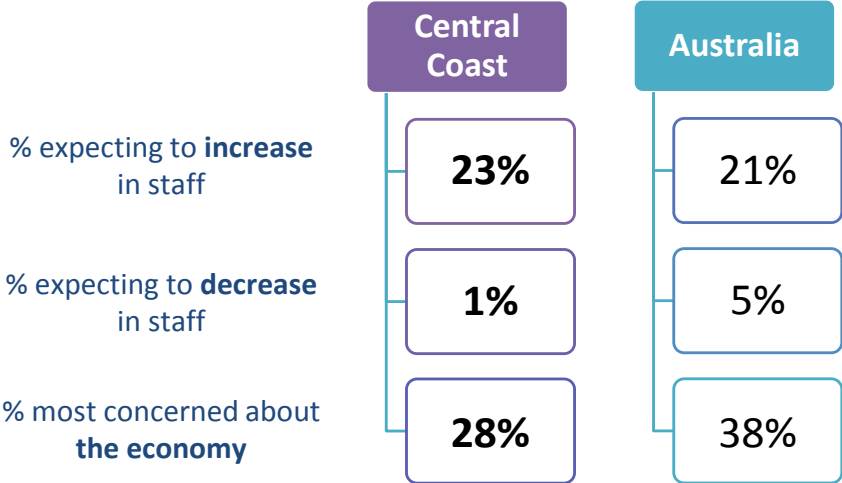 Central
Coast
Australia
% expecting to increase
in staff
23%
21%
% expecting to decrease
in staff
1%
5%
% most concerned about
the economy
28%
38%